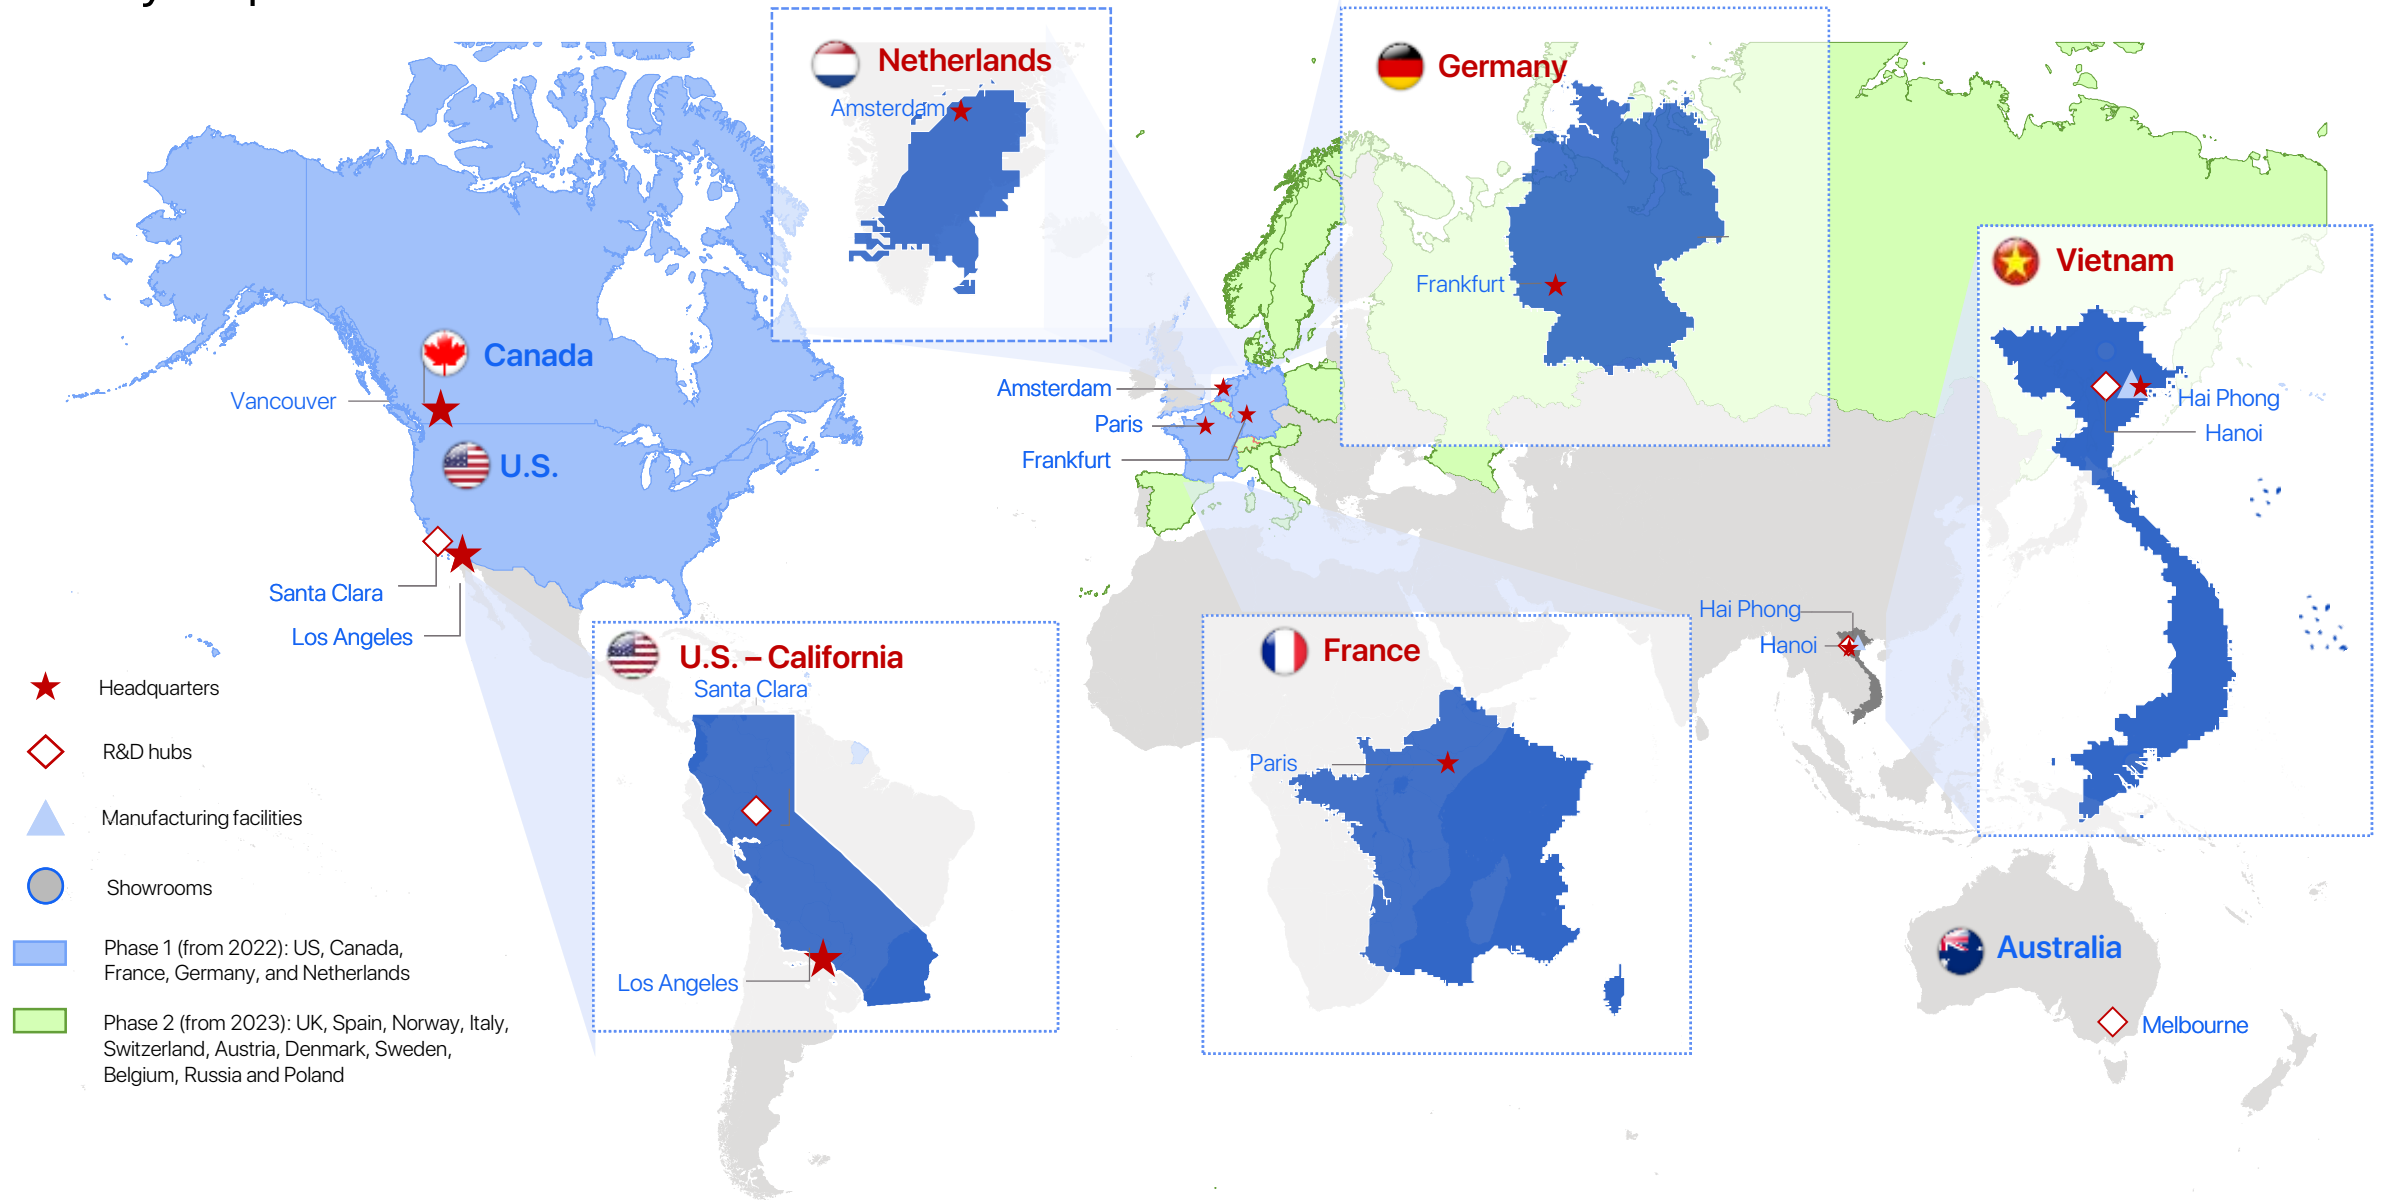 Netherlands
Amsterdam
Germany
Frankfurt
Vietnam
Hai Phong
Hanoi
Canada
Vancouver
U.S.
Amsterdam
Paris
Frankfurt
Santa Clara
Los Angeles
Hai Phong
Hanoi
U.S. – California
Santa Clara
Los Angeles
France
Paris
Australia
Melbourne
Headquarters
R&D hubs
Manufacturing facilities
Showrooms
Phase 1 (from 2022): US, Canada,
France, Germany, and Netherlands
Phase 2 (from 2023): UK, Spain, Norway, Italy,
Switzerland, Austria, Denmark, Sweden,
Belgium, Russia and Poland